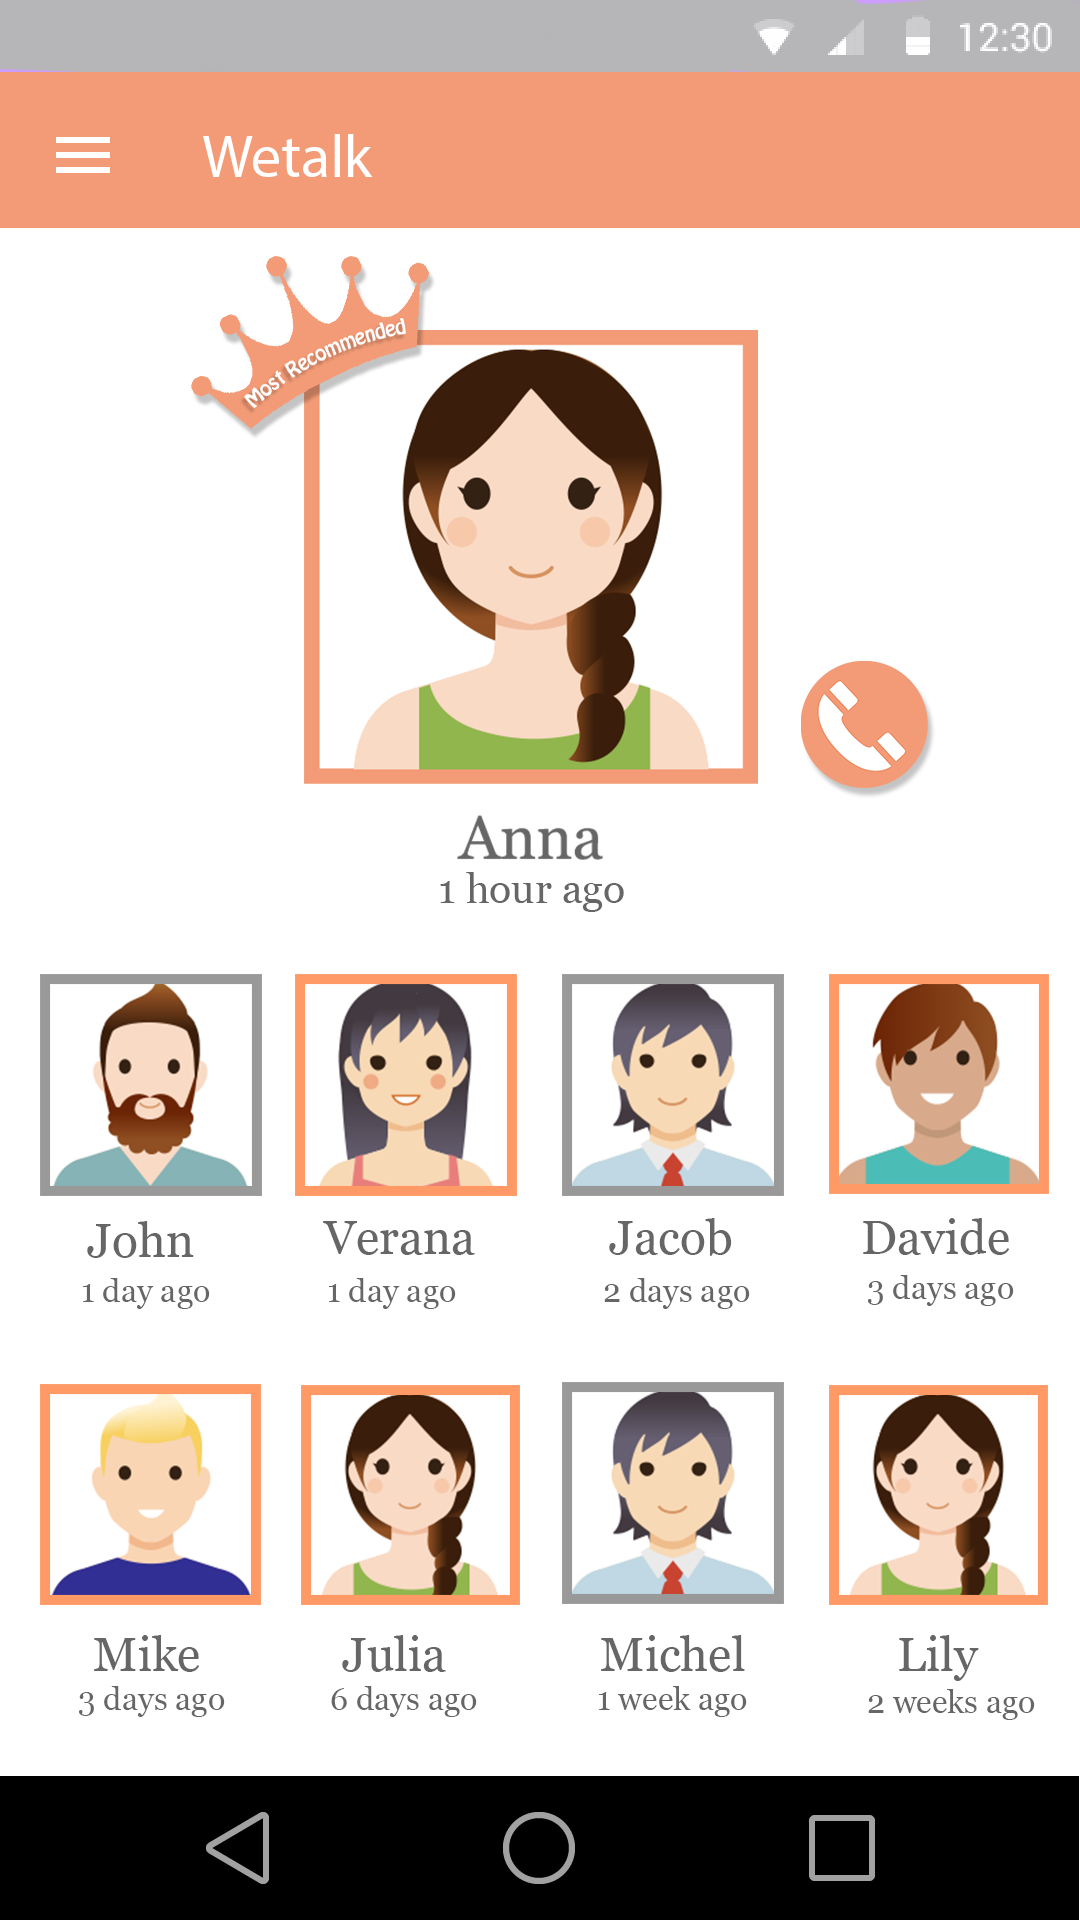 12:30
Wetalk
Most Recommended
Anna
1 hour ago
John
1 day ago
Verana
1 day ago
Jacob
2 days ago
Davide
3 days ago
Mike
3 days ago
Julia
6 days ago
Michel
1 week ago
Lily
2 weeks ago